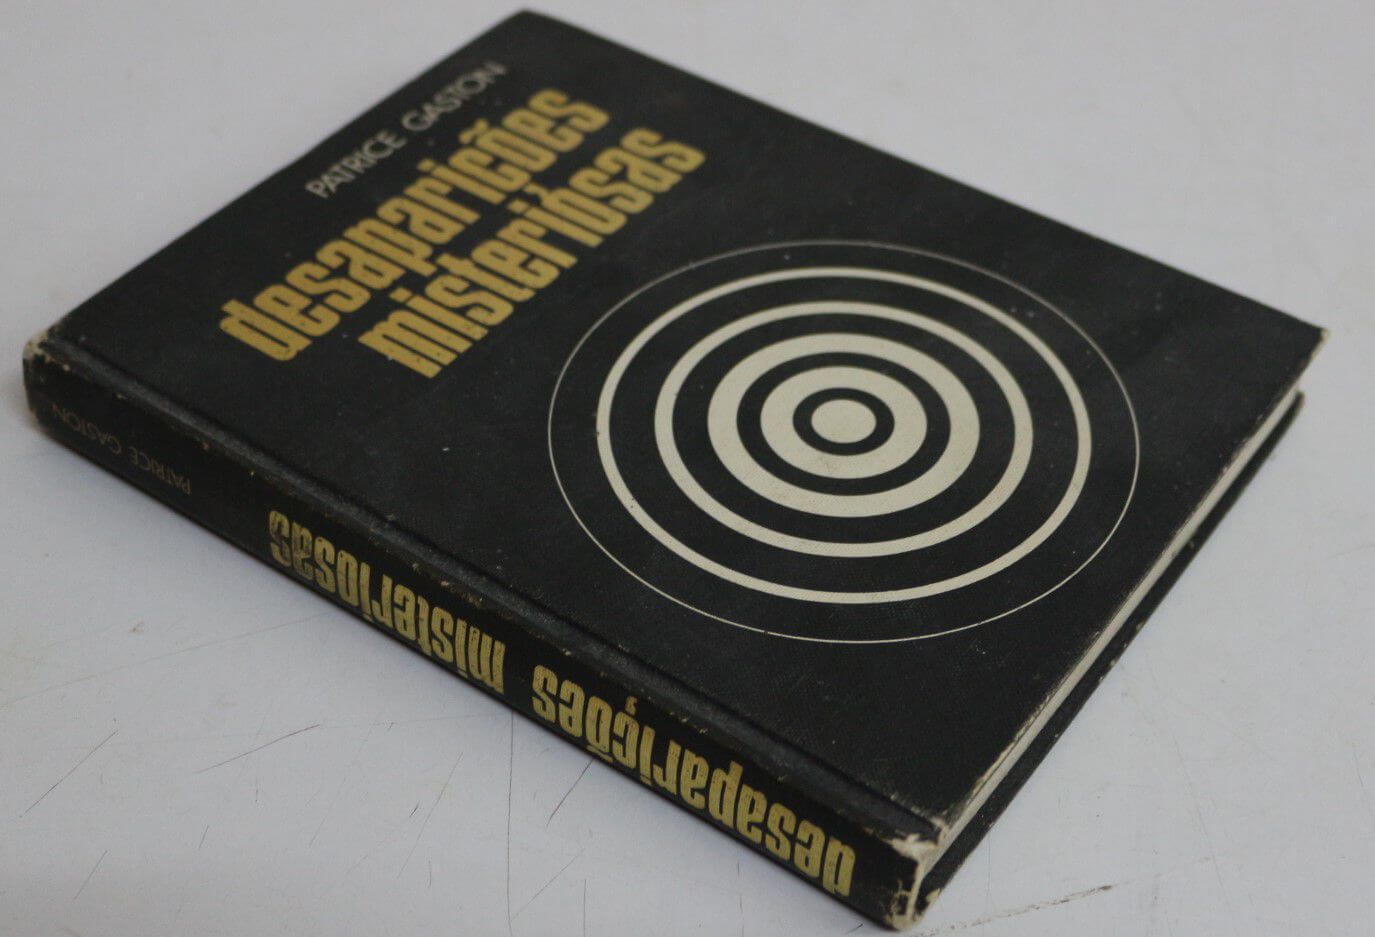 PATRICE GASTON
desaparições
misteriosas
PATRICE GASTON
desaparições misteriosas